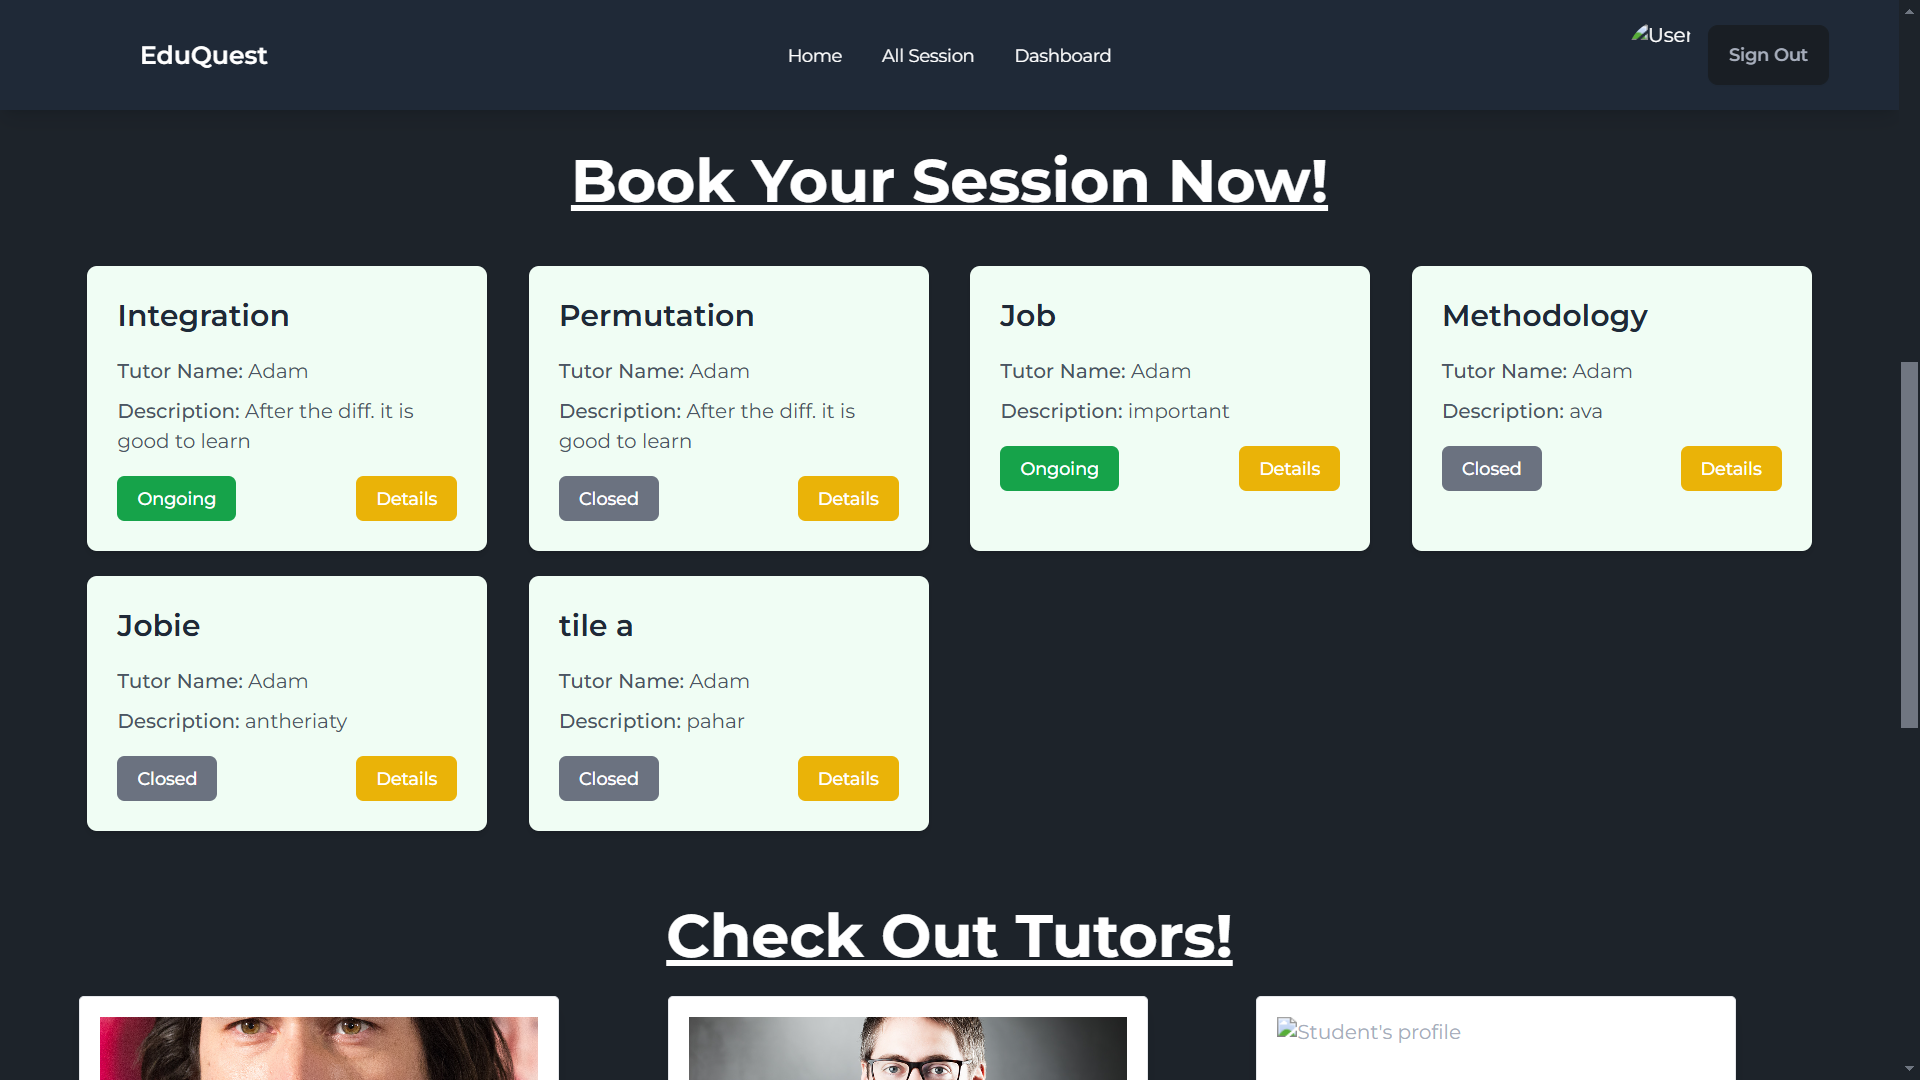 EduQuest
Home
All Session
Dashboard
User
Sign Out
Book Your Session Now!
Integration
Tutor Name: Adam
Description: After the diff. it is
good to learn
Ongoing
Details
Permutation
Tutor Name: Adam
Description: After the diff. it is
good to learn
Closed
Details
Job
Tutor Name: Adam
Description: important
Ongoing
Details
Methodology
Tutor Name: Adam
Description: ava
Closed
Details
Jobie
Tutor Name: Adam
Description: antheriaty
Closed
Details
tile a
Tutor Name: Adam
Description: pahar
Closed
Details
Check Out Tutors!
Student's profile